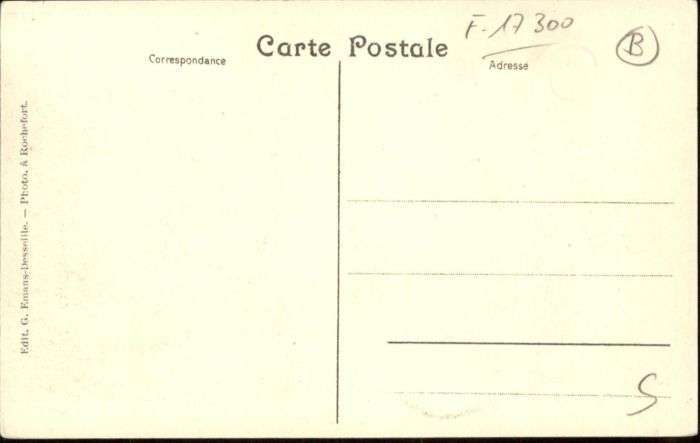 F-17300
B
Carte Postale
Correspondance
Adresse
Edit. G. Emans-Desseille. — Photo, à Rochefort.
S